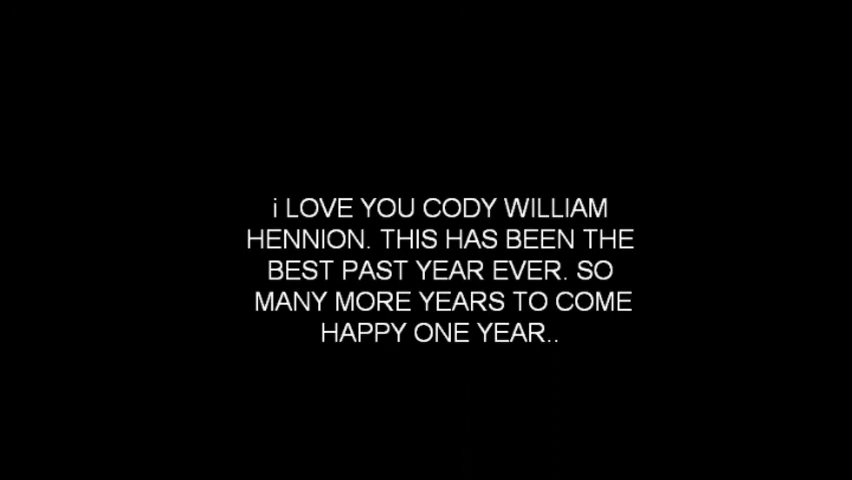 i LOVE YOU CODY WILLIAM
HENNION. THIS HAS BEEN THE
BEST PAST YEAR EVER. SO
MANY MORE YEARS TO COME
HAPPY ONE YEAR..